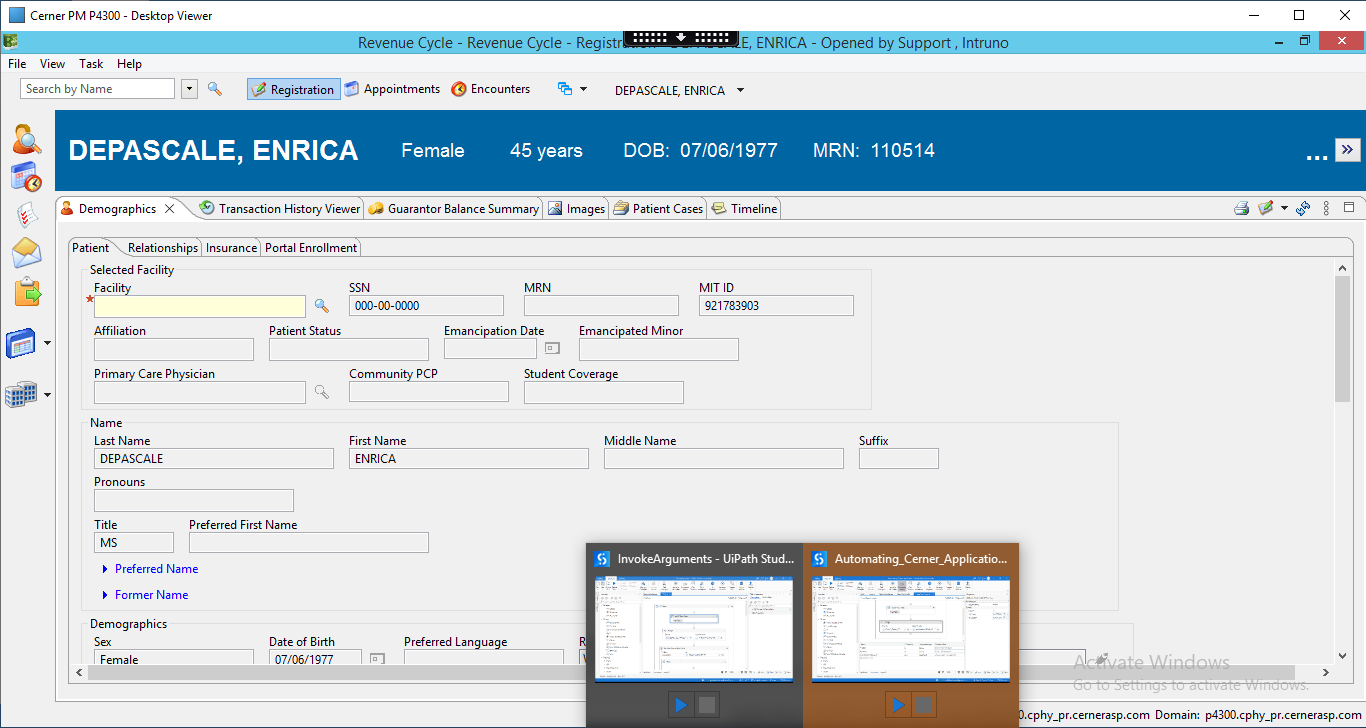 Cerner PM P4300 - Desktop Viewer
Revenue Cycle - Revenue Cycle - Registr E, ENRICA - Opened by Support , Intruno
File View Task Help
Search by Name Registration Appointments Encounters DEPASCALE, ENRICA
DEPASCALE, ENRICA Female 45 years DOB: 07/06/1977 MRN: 110514 ...
Demographics Transaction History Viewer Guarantor Balance Summary Images Patient Cases Timeline
Patient Relationships Insurance Portal Enrollment
Selected Facility
Facility SSN MRN MIT ID
* 000-00-0000 921783903
Affiliation Patient Status Emancipation Date Emancipated Minor
Primary Care Physician Community PCP Student Coverage
Name
Last Name First Name Middle Name Suffix
DEPASCALE ENRICA
Pronouns
Title Preferred First Name
MS
Preferred Name
Former Name
Demographics
Sex Date of Birth Preferred Language R
Female 07/06/1977
InvokeArguments - UiPath Stud... Automating_Cerner_Applicatio...
Activate Windows
Go to Settings to activate Windows.
0.cphy_pr.cernerasp.com Domain: p4300.cphy_pr.cernerasp.com